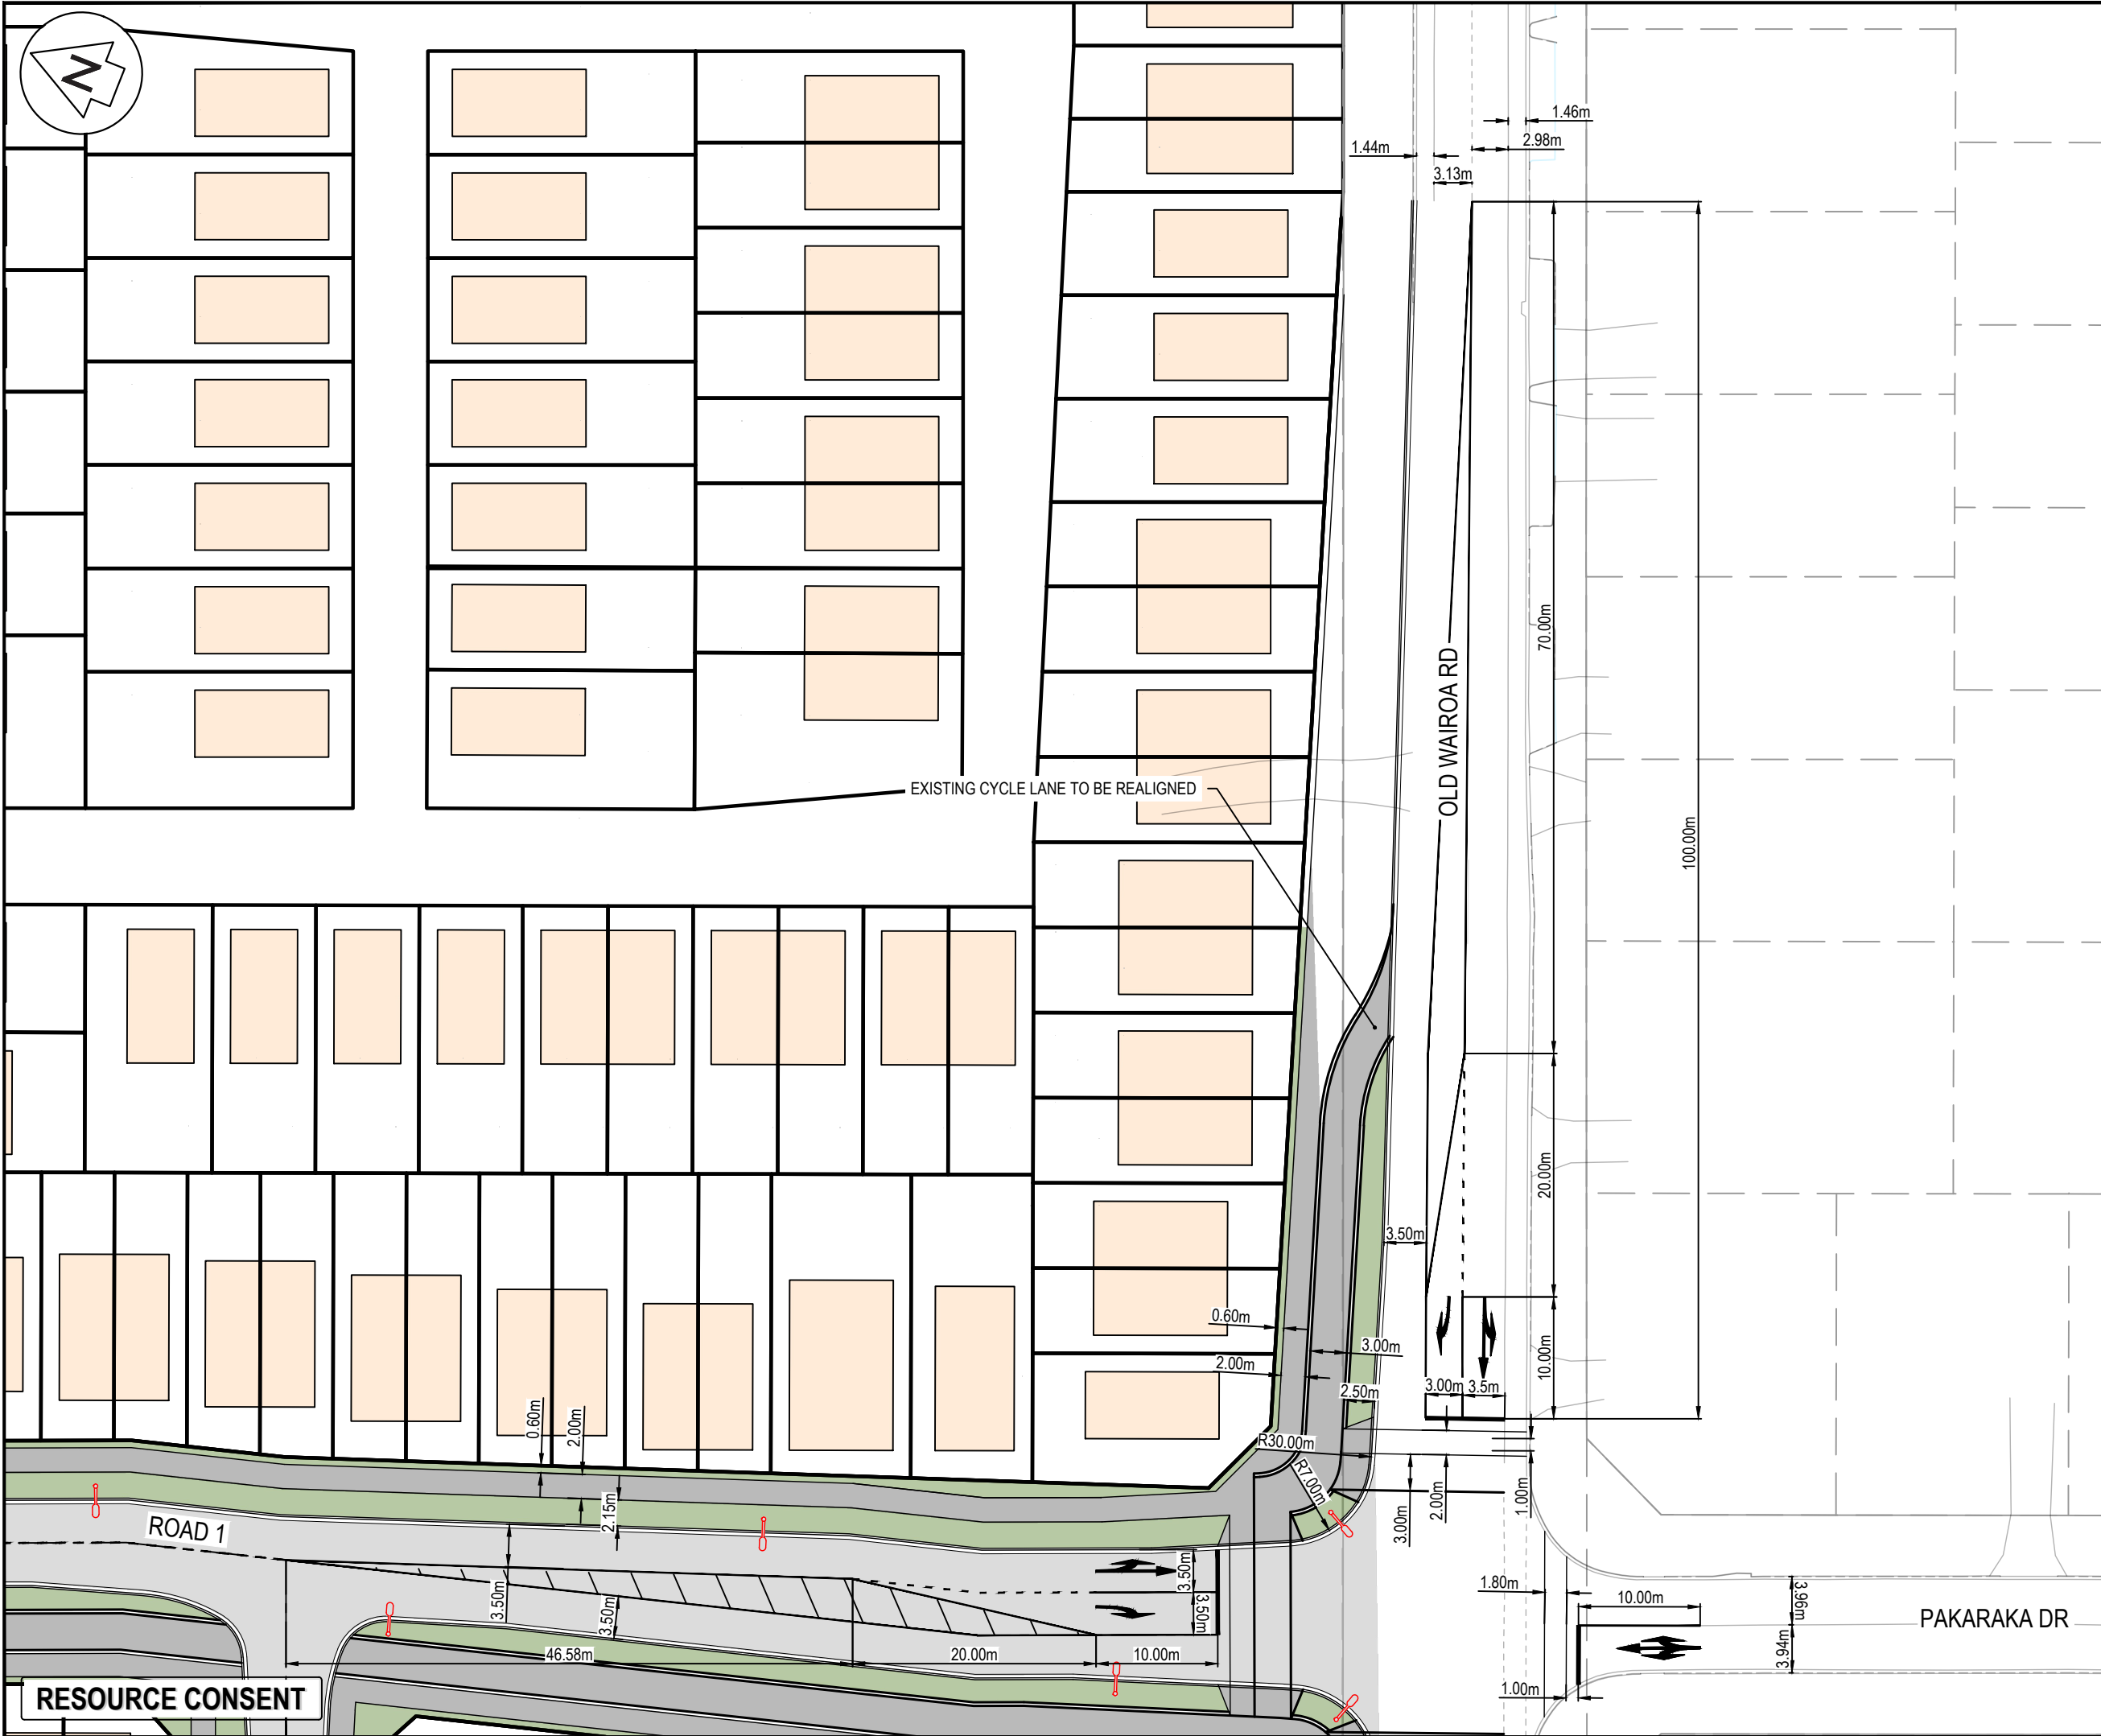 N
1.46m
2.98m
1.44m
3.13m
OLD WAIROA RD
70.00m
100.00m
EXISTING CYCLE LANE TO BE REALIGNED
20.00m
3.50m
10.00m
0.60m
3.00m
2.00m
2.50m
3.00m
3.5m
0.60m
2.00m
R30.00m
R7.00m
2.15m
3.00m
2.00m
1.00m
ROAD 1
3.50m
3.50m
3.50m
3.50m
1.80m
10.00m
3.96m
PAKARAKA DR
3.94m
46.58m
20.00m
10.00m
1.00m
RESOURCE CONSENT